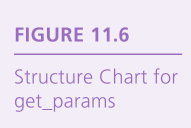 FIGURE 11.6
Structure Chart for
get_params